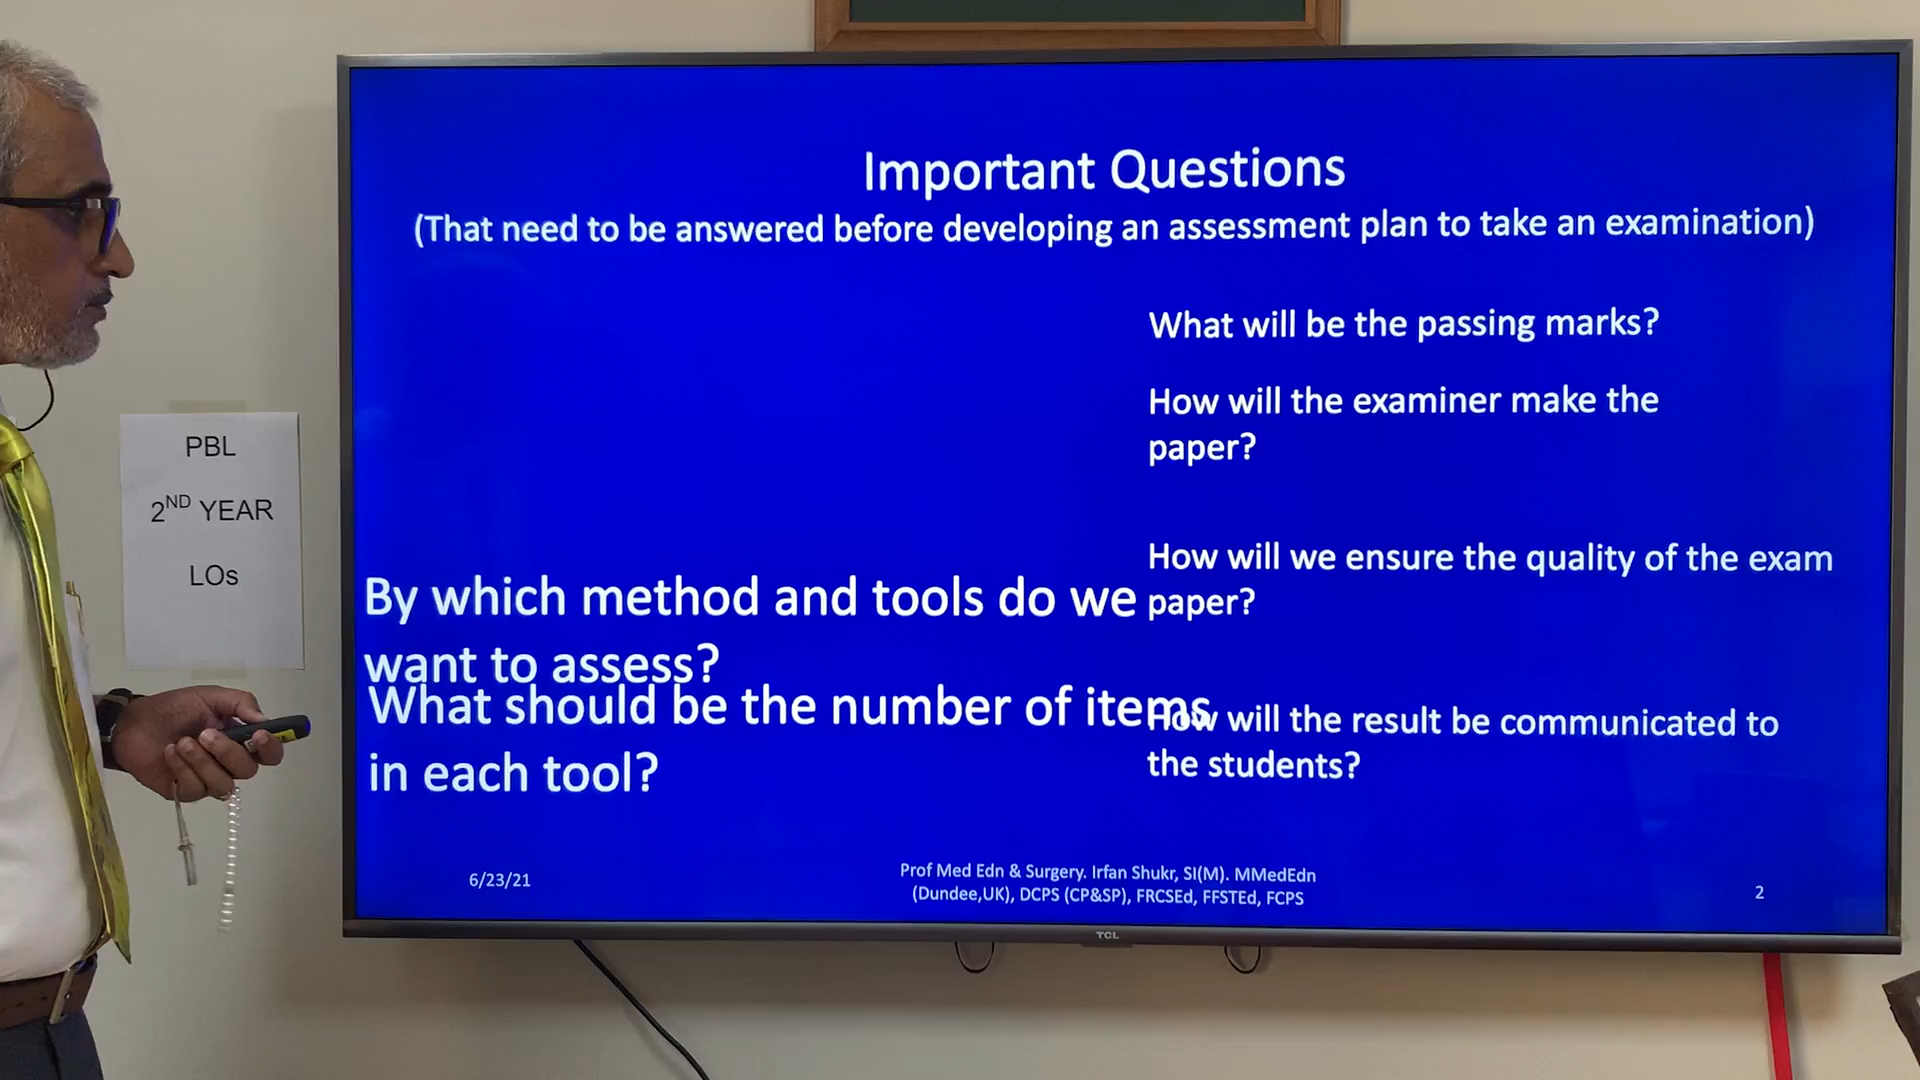 Important Questions
(That need to be answered before developing an assessment plan to take an examination)
What will be the passing marks?
How will the examiner make the
paper?
How will we ensure the quality of the exam
paper?
How will the result be communicated to
the students?
By which method and tools do we
want to assess?
What should be the number of items
in each tool?
6/23/21
Prof Med Edn & Surgery. Irfan Shukr, SI(M). MMedEdn
(Dundee,UK), DCPS (CP&SP), FRCSEd, FFSTEd, FCPS
2
TCL
PBL
2ND YEAR
LOs